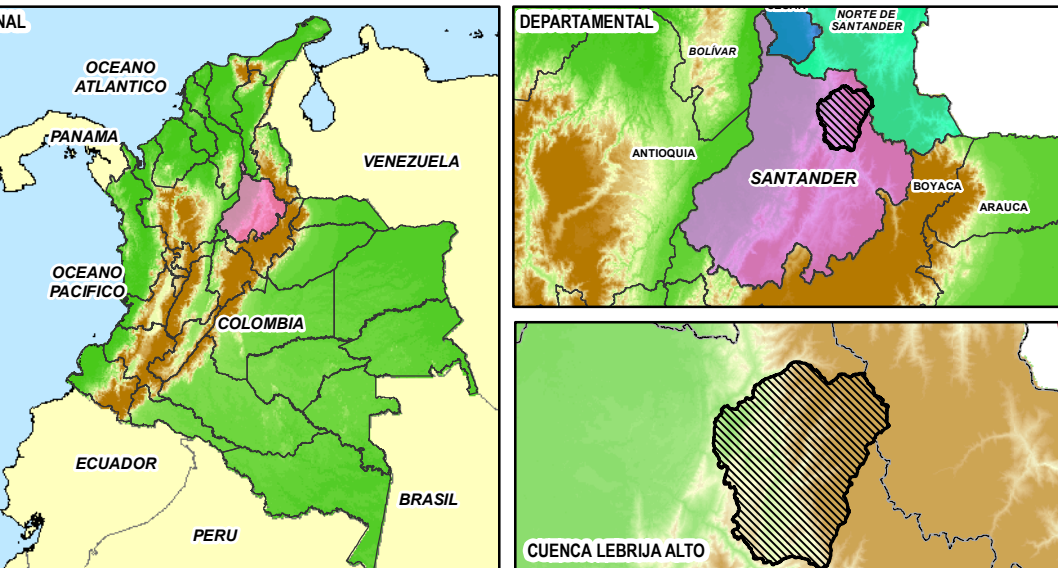 NAL
OCEANO
ATLANTICO
PANAMA
VENEZUELA
OCEANO
PACIFICO
COLOMBIA
ECUADOR
BRASIL
PERU
DEPARTAMENTAL
NORTE DE
SANTANDER
BOLÍVAR
ANTIOQUIA
SANTANDER
BOYACA
ARAUCA
CUENCA LEBRIJA ALTO